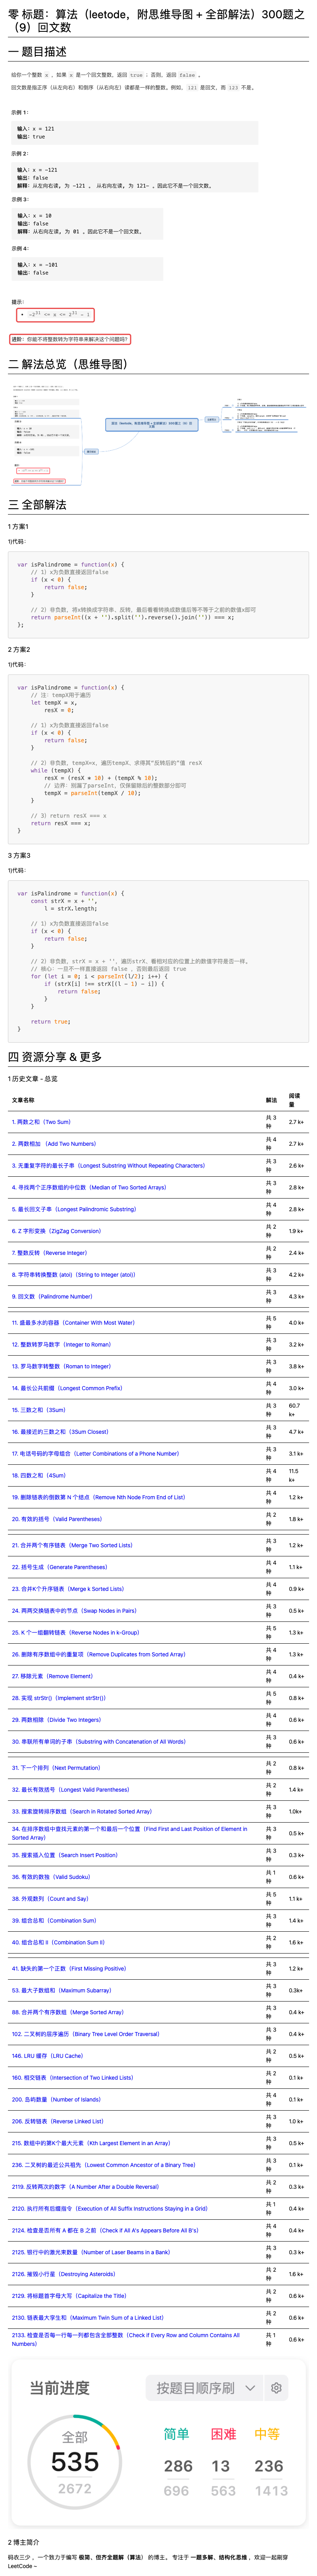 零 标题：算法（leetode，附思维导图 + 全部解法）300题之
（9）回文数
一 题目描述
给你一个整数 x ，如果 x 是一个回文整数，返回 true ；否则，返回 false 。
回文数是指正序（从左向右）和倒序（从右向左）读都是一样的整数。例如， 121 是回文，而 123 不是。
示例 1：
输入：x = 121
输出：true
示例 2：
输入：x = -121
输出：false
解释：从左向右读, 为 -121 。 从右向左读, 为 121- 。因此它不是一个回文数。
示例 3：
输入：x = 10
输出：false
解释：从右向左读, 为 01 。因此它不是一个回文数。
示例 4：
输入：x = -101
输出：false
提示：
• -2^31 <= x <= 2^31 - 1
进阶：你能不将整数转为字符串来解决这个问题吗？
二 解法总览（思维导图）
三 全部解法
1 方案1
1)代码：
var isPalindrome = function(x) {
// 1）x为负数直接返回false
if (x < 0) {
return false;
}
// 2）非负数，将x转换成字符串、反转，最后看看转换成数值后等不等于之前的数值x即可
return parseInt((x + '').split('').reverse().join('')) === x;
};
2 方案2
1)代码：
var isPalindrome = function(x) {
// 注：tempX用于遍历
let tempX = x,
resX = 0;
// 1）x为负数直接返回false
if (x < 0) {
return false;
}
// 2）非负数，tempX=x，遍历tempX，求得其“反转后的”值 resX
while (tempX) {
resX = (resX * 10) + (tempX % 10);
// 边界：别漏了parseInt，仅保留精后的整数部分即可
tempX = parseInt(tempX / 10);
}
// 3）return resX === x
return resX === x;
}
3 方案3
1)代码：
var isPalindrome = function(x) {
const strX = x + '',
l = strX.length;
// 1）x为负数直接返回false
if (x < 0) {
return false;
}
// 2）非负数，strX = x + ''，遍历strX，看相对应的位置上的数值字符是否一样。
// 核心：一旦不一样直接返回 false ，否则最后返回 true
for (let i = 0; i < parseInt(l/2); i++) {
if (strX[i] !== strX[(l - 1) - i]) {
return false;
}
}
return true;
}
四 资源分享 & 更多
1 历史文章 - 总览
文章名称 解法 阅读量
1. 两数之和（Two Sum） 共 3 种 2.7 k+
2. 两数相加 （Add Two Numbers） 共 4 种 2.7 k+
3. 无重复字符的最长子串（Longest Substring Without Repeating Characters） 共 3 种 2.6 k+
4. 寻找两个正序数组的中位数（Median of Two Sorted Arrays） 共 3 种 2.8 k+
5. 最长回文子串（Longest Palindromic Substring） 共 4 种 2.8 k+
6. Z 字形变换（ZigZag Conversion） 共 2 种 1.9 k+
7. 整数反转（Reverse Integer） 共 2 种 2.4 k+
8. 字符串转换整数 (atoi)（String to Integer (atoi)） 共 3 种 4.2 k+
9. 回文数（Palindrome Number） 共 3 种 4.3 k+
11. 盛最多水的容器（Container With Most Water） 共 5 种 4.0 k+
12. 整数转罗马数字（Integer to Roman） 共 3 种 3.2 k+
13. 罗马数字转整数（Roman to Integer） 共 3 种 3.8 k+
14. 最长公共前缀（Longest Common Prefix） 共 4 种 3.0 k+
15. 三数之和（3Sum） 共 3 种 60.7 k+
16. 最接近的三数之和（3Sum Closest） 共 3 种 4.7 k+
17. 电话号码的字母组合（Letter Combinations of a Phone Number） 共 3 种 3.1 k+
18. 四数之和（4Sum） 共 4 种 11.5 k+
19. 删除链表的倒数第 N 个结点（Remove Nth Node From End of List） 共 4 种 1.2 k+
20. 有效的括号（Valid Parentheses） 共 2 种 1.8 k+
21. 合并两个有序链表（Merge Two Sorted Lists） 共 3 种 1.2 k+
22. 括号生成（Generate Parentheses） 共 4 种 1.1 k+
23. 合并K个升序链表（Merge k Sorted Lists） 共 4 种 0.9 k+
24. 两两交换链表中的节点（Swap Nodes in Pairs） 共 3 种 0.5 k+
25. K 个一组翻转链表（Reverse Nodes in k-Group） 共 5 种 1.3 k+
26. 删除有序数组中的重复项（Remove Duplicates from Sorted Array） 共 4 种 1.3 k+
27. 移除元素（Remove Element） 共 4 种 0.4 k+
28. 实现 strStr()（Implement strStr()） 共 5 种 0.8 k+
29. 两数相除（Divide Two Integers） 共 4 种 0.6 k+
30. 串联所有单词的子串（Substring with Concatenation of All Words） 共 3 种 0.6 k+
31. 下一个排列（Next Permutation） 共 2 种 0.8 k+
32. 最长有效括号（Longest Valid Parentheses） 共 2 种 1.4 k+
33. 搜索旋转排序数组（Search in Rotated Sorted Array） 共 3 种 1.0k+
34. 在排序数组中查找元素的第一个和最后一个位置（Find First and Last Position of Element in Sorted Array） 共 3 种 0.5 k+
35. 搜索插入位置（Search Insert Position） 共 3 种 0.3 k+
36. 有效的数独（Valid Sudoku） 共 1 种 0.6 k+
38. 外观数列（Count and Say） 共 5 种 1.1 k+
39. 组合总和（Combination Sum） 共 3 种 1.4 k+
40. 组合总和 II（Combination Sum II） 共 2 种 1.6 k+
41. 缺失的第一个正数（First Missing Positive） 共 3 种 1.2 k+
53. 最大子数组和（Maximum Subarray） 共 3 种 0.3k+
88. 合并两个有序数组（Merge Sorted Array） 共 3 种 0.4 k+
102. 二叉树的层序遍历（Binary Tree Level Order Traversal） 共 3 种 0.4 k+
146. LRU 缓存（LRU Cache） 共 2 种 0.5 k+
160. 相交链表（Intersection of Two Linked Lists） 共 2 种 0.1 k+
200. 岛屿数量（Number of Islands） 共 4 种 0.1 k+
206. 反转链表（Reverse Linked List） 共 3 种 1.0 k+
215. 数组中的第K个最大元素（Kth Largest Element in an Array） 共 3 种 0.5 k+
236. 二叉树的最近公共祖先（Lowest Common Ancestor of a Binary Tree） 共 3 种 0.1 k+
2119. 反转两次的数字（A Number After a Double Reversal） 共 2 种 0.3 k+
2120. 执行所有后缀指令（Execution of All Suffix Instructions Staying in a Grid） 共 1 种 0.4 k+
2124. 检查是否所有 A 都在 B 之前（Check if All A's Appears Before All B's） 共 4 种 0.4 k+
2125. 银行中的激光束数量（Number of Laser Beams in a Bank） 共 3 种 0.3 k+
2126. 摧毁小行星（Destroying Asteroids） 共 2 种 1.6 k+
2129. 将标题首字母大写（Capitalize the Title） 共 2 种 0.6 k+
2130. 链表最大孪生和（Maximum Twin Sum of a Linked List） 共 2 种 0.6 k+
2133. 检查是否每一行每一列都包含全部整数（Check if Every Row and Column Contains All Numbers） 共 1 种 0.6 k+
当前进度 按题目顺序刷
全部 简单 困难 中等
535 286 13 236
2672 696 563 1413
2 博主简介
码农三少 ，一个致力于编写 极简、但齐全题解（算法） 的博主。 专注于 一题多解、结构化思维 ，欢迎一起刷穿
LeetCode ~